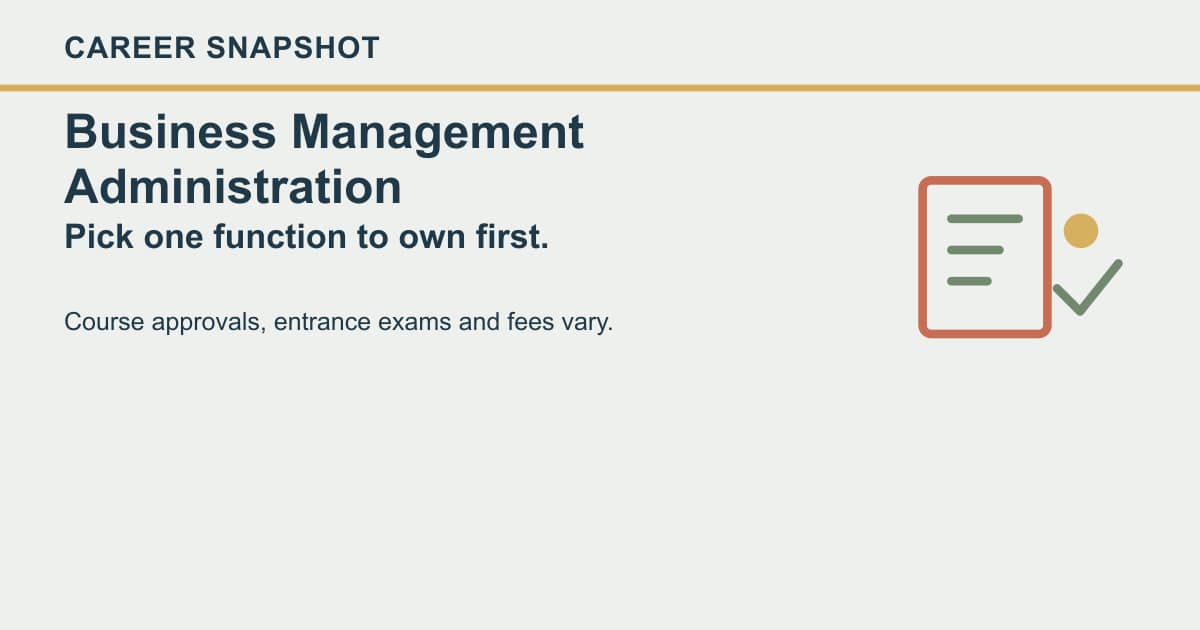 CAREER SNAPSHOT
Business Management
Administration
Pick one function to own first.
Course approvals, entrance exams and fees vary.